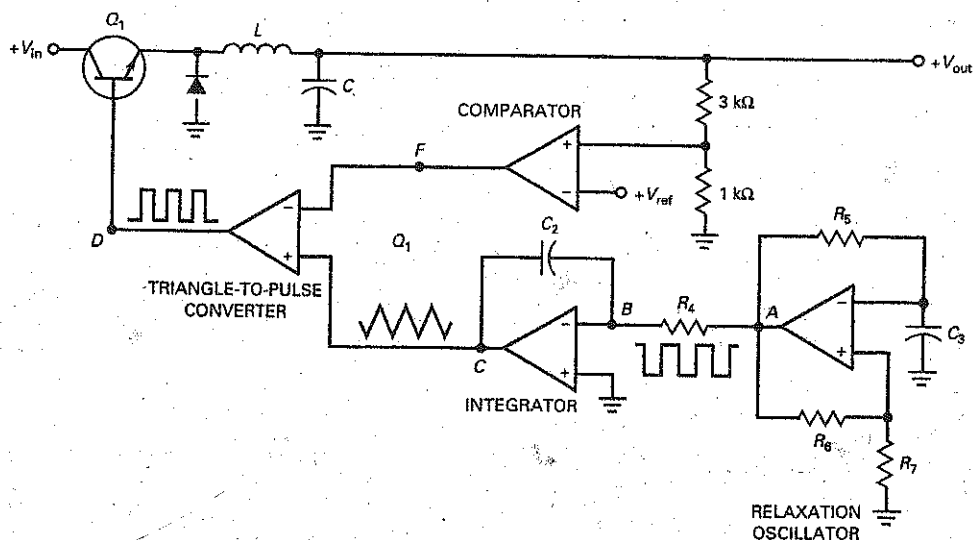 Q1
+Vin
L
+Vout
C
3 kΩ
COMPARATOR
F
+
−
+Vref
1 kΩ
−
+
D
Q1
C2
R5
TRIANGLE-TO-PULSE
CONVERTER
B
R4
A
−
+
C3
−
+
C
INTEGRATOR
R6
R7
RELAXATION
OSCILLATOR